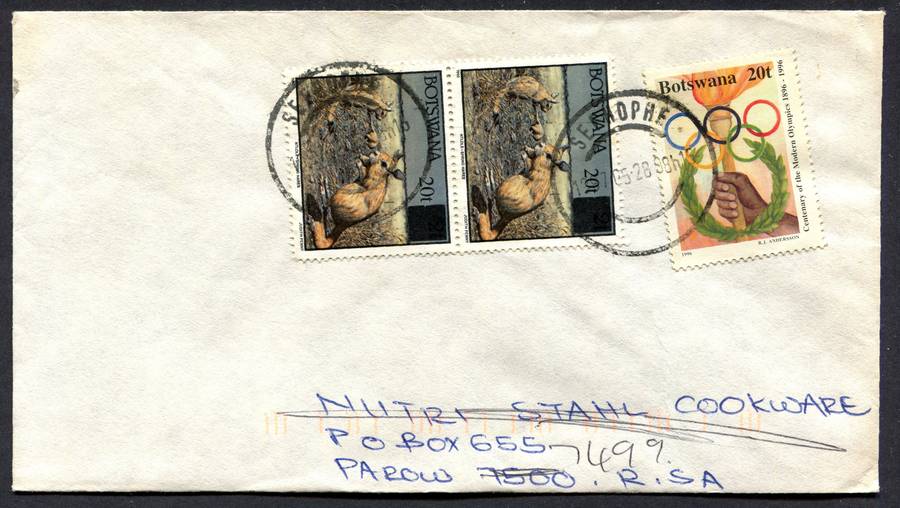 BOTSWANA 20t
BOTSWANA 20t
Botswana 20t
Centenary of the Modern Olympics 1896 - 1996
R.J. ANDERSSON
1996
NUTRI STAHL COOKWARE
P O BOX 655
7499
PAROW 7500. R. SA